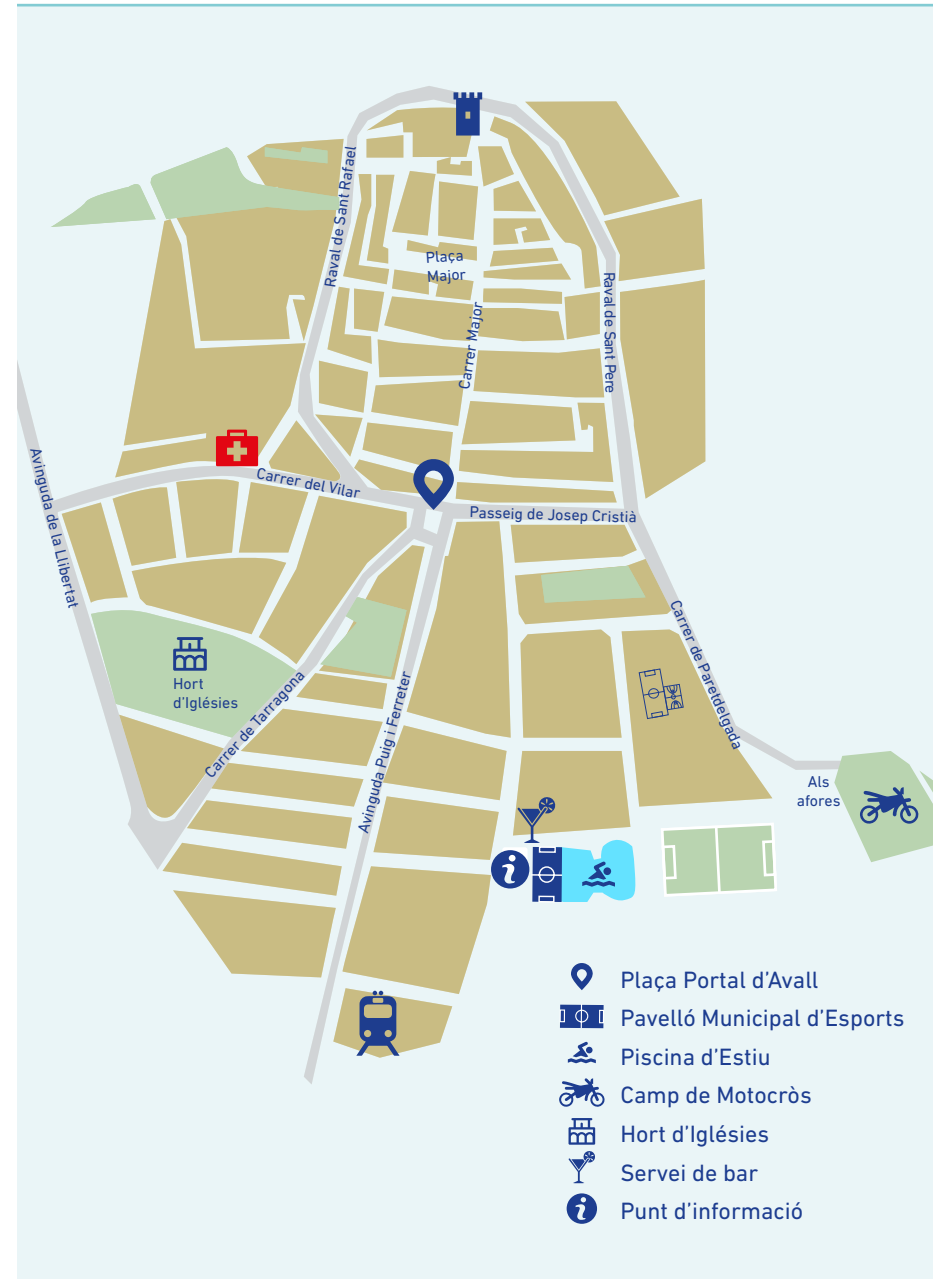 Plaça
Major
Raval de Sant Rafael
Carrer Major
Raval de Sant Pere
Avinguda de la Llibertat
Carrer del Vilar
Passeig de Josep Cristià
Carrer de Paretdelgada
Hort
d'Iglésies
Carrer de Tarragona
Avinguda Puig i Ferreter
Als
afores
i
Plaça Portal d'Avall
Pavelló Municipal d'Esports
Piscina d'Estiu
Camp de Motocròs
Hort d'Iglésies
Servei de bar
i Punt d'informació